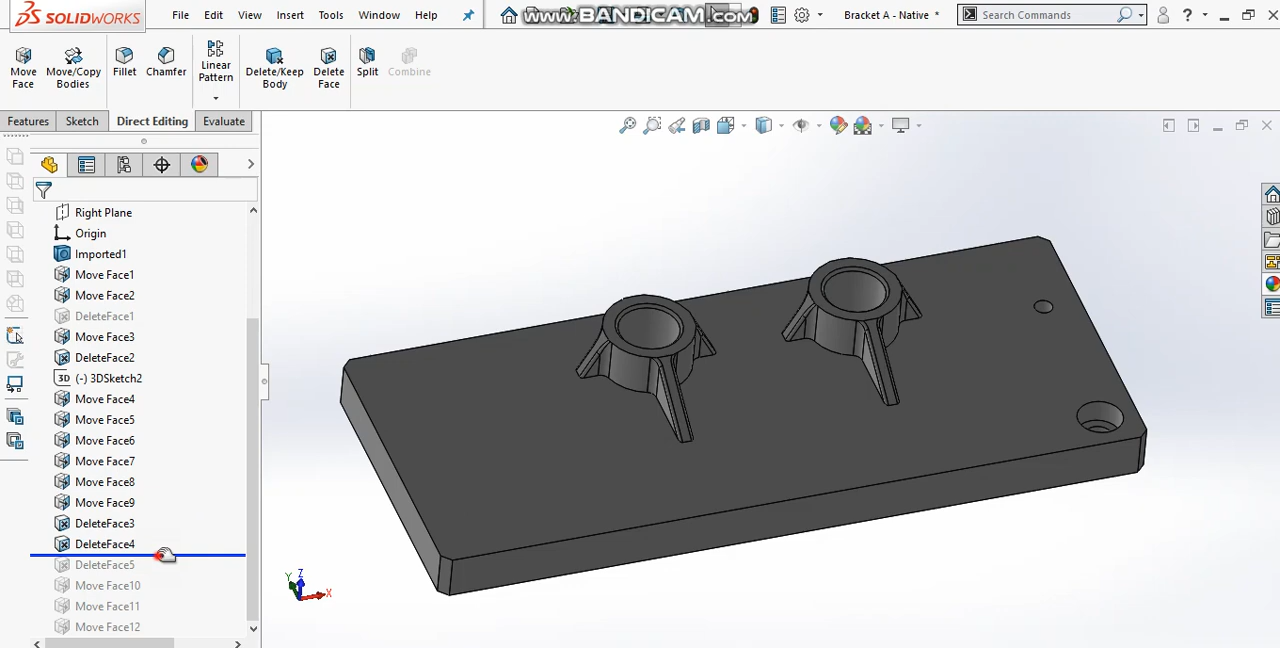 SOLIDWORKS File Edit View Insert Tools Window Help www.BANDICAM.com Bracket A - Native * Search Commands ?
Move Face Move/Copy Bodies Fillet Chamfer Linear Pattern Delete/Keep Body Delete Face Split Combine
Features Sketch Direct Editing Evaluate
Right Plane
Origin
Imported1
Move Face1
Move Face2
DeleteFace1
Move Face3
DeleteFace2
3D (-) 3DSketch2
Move Face4
Move Face5
Move Face6
Move Face7
Move Face8
Move Face9
DeleteFace3
DeleteFace4
DeleteFace5
Move Face10
Move Face11
Move Face12
Y Z X